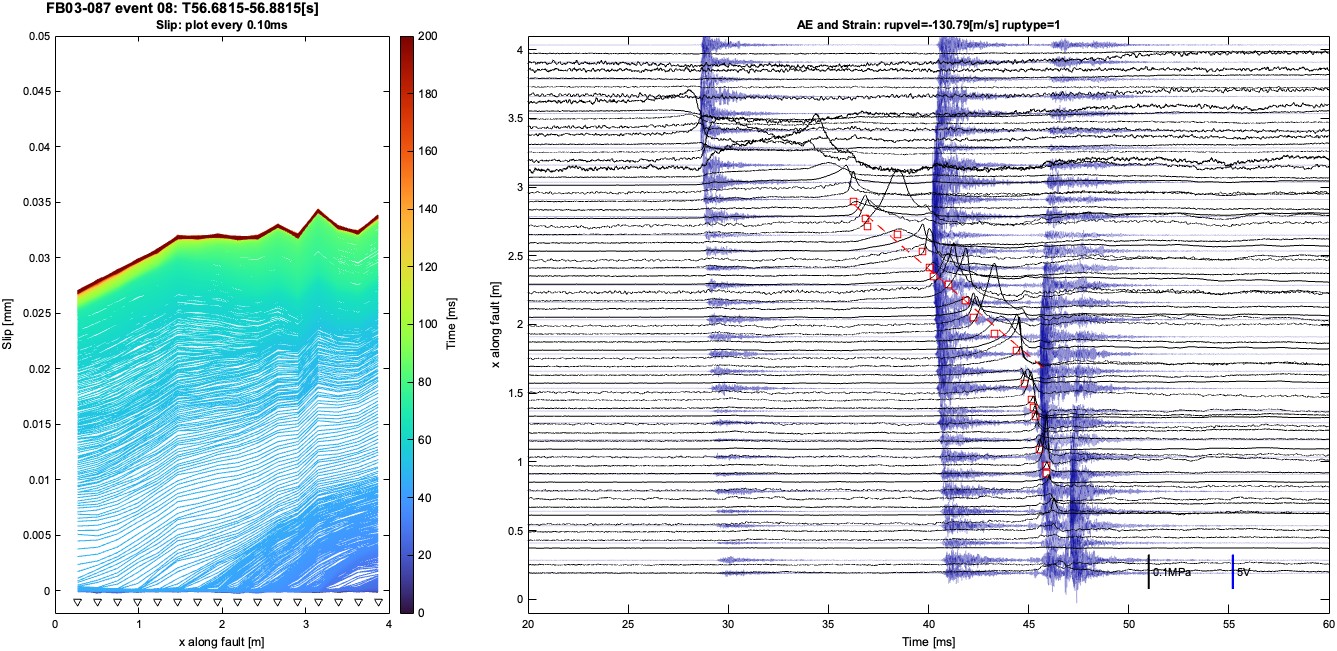 FB03-087 event 08: T56.6815-56.8815[s]
Slip: plot every 0.10ms
0.05
0.045
0.04
0.035
0.03
0.025
0.02
0.015
0.01
0.005
0
Slip [mm]
0 1 2 3 4
x along fault [m]
200
180
160
140
120
100
80
60
40
20
0
Time [ms]
AE and Strain: rupvel=-130.79[m/s] ruptype=1
4
3.5
3
2.5
2
1.5
1
0.5
0
x along fault [m]
0.1MPa 5V
20 25 30 35 40 45 50 55 60
Time [ms]